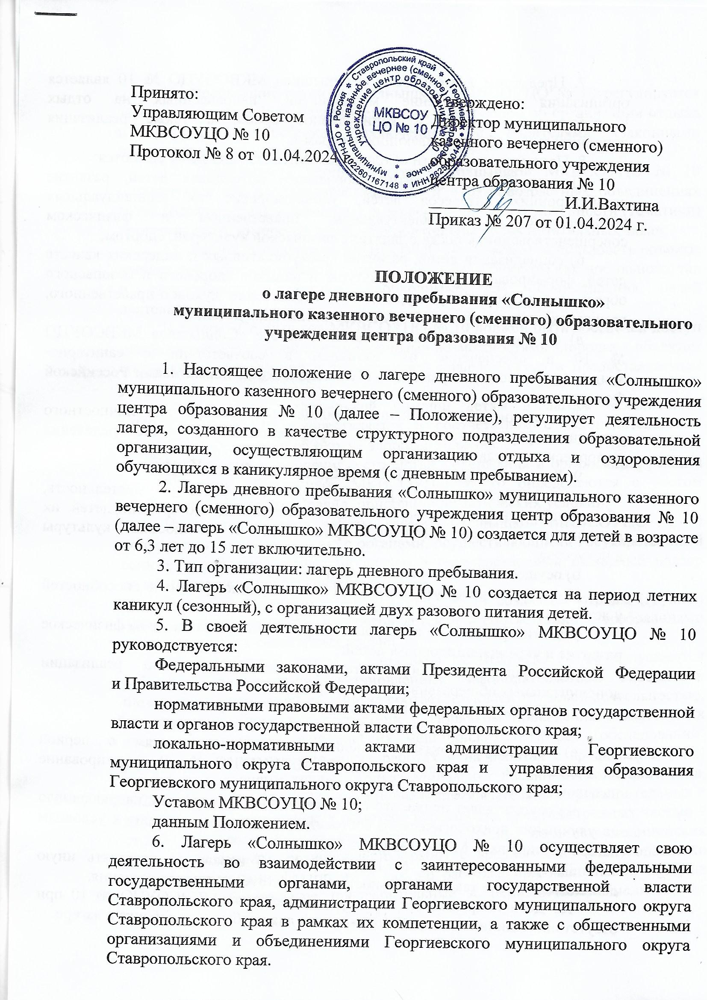 Принято:
Управляющим Советом
МКВСОУЦО № 10
Протокол № 8 от 01.04.2024 г
Россия * Ставропольский край * г. Георгиевск *
муниципальное казённое вечернее (сменное) общеобразовательное
учреждение центр образования № 10
ОГРН 1022601167148 * ИНН
МКВСОУ
ЦО № 10
Утверждено:
Директор муниципального
казенного вечернего (сменного)
образовательного учреждения
центра образования № 10
И.И.Вахтина
Приказ № 207 от 01.04.2024 г.
ПОЛОЖЕНИЕ
о лагере дневного пребывания «Солнышко»
муниципального казенного вечернего (сменного) образовательного
учреждения центра образования № 10
1. Настоящее положение о лагере дневного пребывания «Солнышко»
муниципального казенного вечернего (сменного) образовательного учреждения
центра образования № 10 (далее – Положение), регулирует деятельность
лагеря, созданного в качестве структурного подразделения образовательной
организации, осуществляющим организацию отдыха и оздоровления
обучающихся в каникулярное время (с дневным пребыванием).
2. Лагерь дневного пребывания «Солнышко» муниципального казенного
вечернего (сменного) образовательного учреждения центр образования № 10
(далее – лагерь «Солнышко» МКВСОУЦО № 10) создается для детей в возрасте
от 6,3 лет до 15 лет включительно.
3. Тип организации: лагерь дневного пребывания.
4. Лагерь «Солнышко» МКВСОУЦО № 10 создается на период летних
каникул (сезонный), с организацией двух разового питания детей.
5. В своей деятельности лагерь «Солнышко» МКВСОУЦО № 10
руководствуется:
Федеральными законами, актами Президента Российской Федерации
и Правительства Российской Федерации;
нормативными правовыми актами федеральных органов государственной
власти и органов государственной власти Ставропольского края;
локально-нормативными актами администрации Георгиевского
муниципального округа Ставропольского края и управления образования
Георгиевского муниципального округа Ставропольского края;
Уставом МКВСОУЦО № 10;
данным Положением.
6. Лагерь «Солнышко» МКВСОУЦО № 10 осуществляет свою
деятельность во взаимодействии с заинтересованными федеральными
государственными органами, органами государственной власти
Ставропольского края, администрации Георгиевского муниципального округа
Ставропольского края в рамках их компетенции, а также с общественными
организациями и объединениями Георгиевского муниципального округа
Ставропольского края.